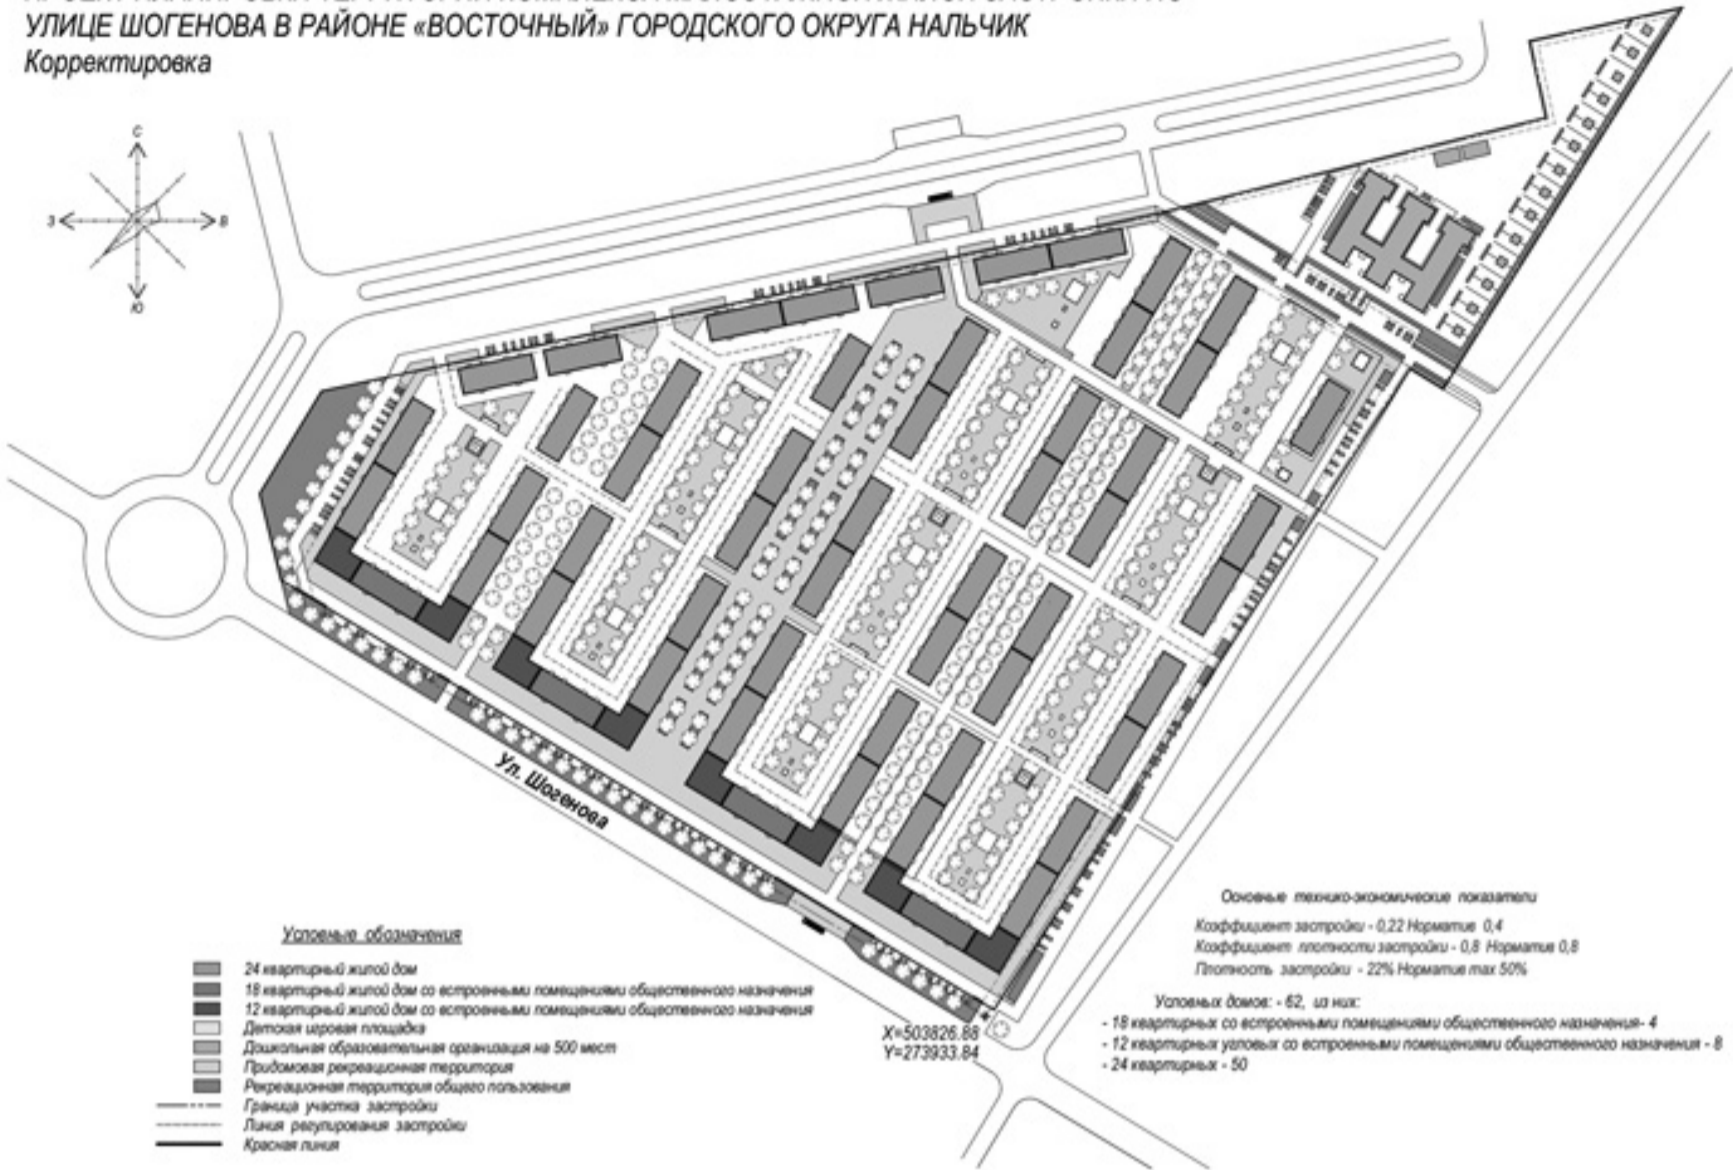 УЛИЦЕ ШОГЕНОВА В РАЙОНЕ «ВОСТОЧНЫЙ» ГОРОДСКОГО ОКРУГА НАЛЬЧИК
Корректировка
С
З
В
Ю
Ул. Шогенова
Условные обозначения
24 квартирный жилой дом
18 квартирный жилой дом со встроенными помещениями общественного назначения
12 квартирный жилой дом со встроенными помещениями общественного назначения
Детская игровая площадка
Дошкольная образовательная организация на 500 мест
Придомовая рекреационная территория
Рекреационная территория общего пользования
Граница участка застройки
Линия регулирования застройки
Красная линия
X=503826.88
Y=273933.84
Основные технико-экономические показатели
Коэффициент застройки - 0,22 Норматив 0,4
Коэффициент плотности застройки - 0,8 Норматив 0,8
Плотность застройки - 22% Норматив max 50%
Условных домов: - 62, из них:
- 18 квартирных со встроенными помещениями общественного назначения- 4
- 12 квартирных угловых со встроенными помещениями общественного назначения - 8
- 24 квартирных - 50